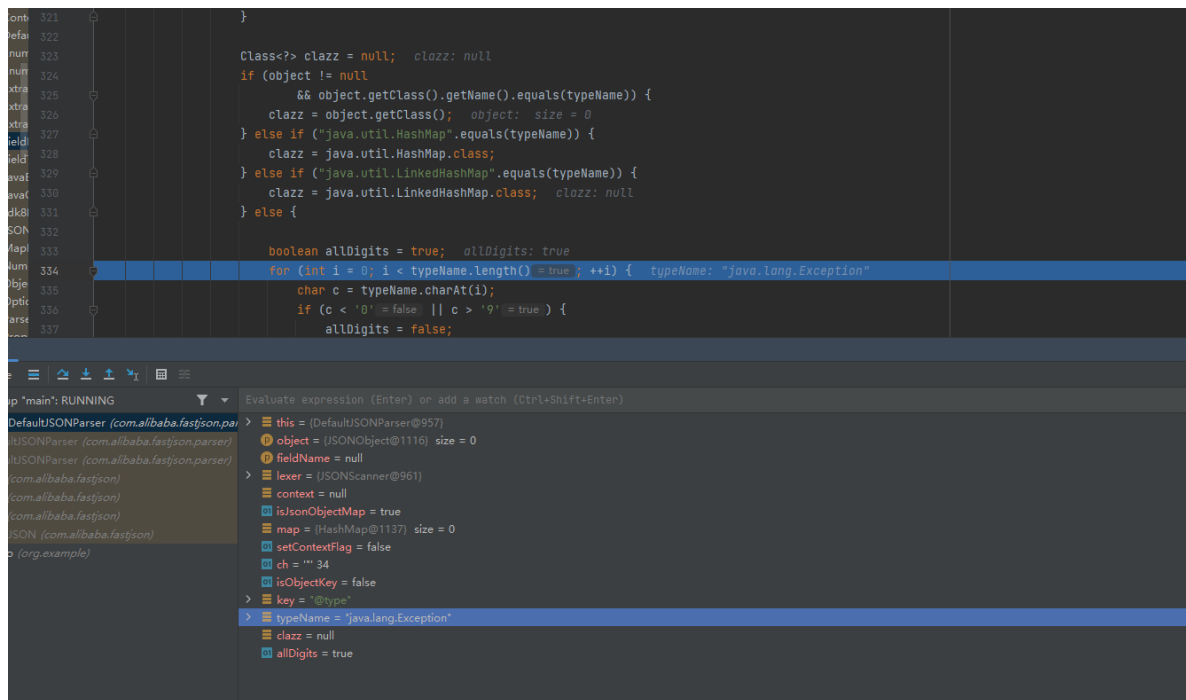 321 }
322
323 Class<?> clazz = null; clazz: null
324 if (object != null
325 && object.getClass().getName().equals(typeName)) {
326 clazz = object.getClass(); object: size = 0
327 } else if ("java.util.HashMap".equals(typeName)) {
328 clazz = java.util.HashMap.class;
329 } else if ("java.util.LinkedHashMap".equals(typeName)) {
330 clazz = java.util.LinkedHashMap.class; clazz: null
331 } else {
332
333 boolean allDigits = true; allDigits: true
334 for (int i = 0; i < typeName.length() = true ; ++i) { typeName: "java.lang.Exception"
335 char c = typeName.charAt(i);
336 if (c < '0' = false || c > '9' = true ) {
337 allDigits = false;
up "main": RUNNING
Evaluate expression (Enter) or add a watch (Ctrl+Shift+Enter)
DefaultJSONParser (com.alibaba.fastjson.par
ultJSONParser (com.alibaba.fastjson.parser)
ultJSONParser (com.alibaba.fastjson.parser)
(com.alibaba.fastjson)
(com.alibaba.fastjson)
(com.alibaba.fastjson)
JSON (com.alibaba.fastjson)
o (org.example)
this = {DefaultJSONParser@957}
object = {JSONObject@1116} size = 0
fieldName = null
lexer = {JSONScanner@961}
context = null
isJsonObjectMap = true
map = {HashMap@1137} size = 0
setContextFlag = false
ch = '"' 34
isObjectKey = false
key = "@type"
typeName = "java.lang.Exception"
clazz = null
allDigits = true